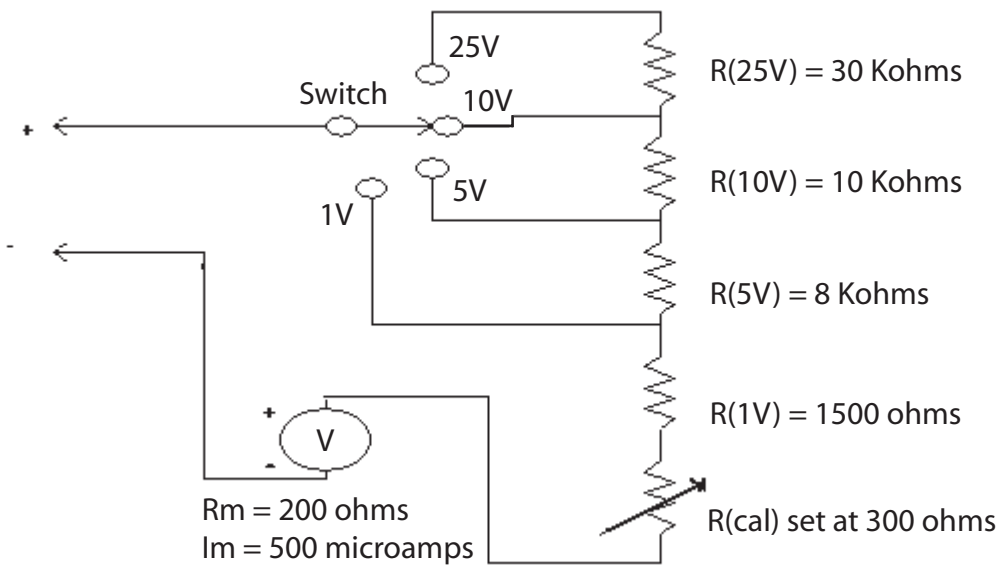 25V
R(25V) = 30 Kohms
Switch
10V
+
R(10V) = 10 Kohms
5V
1V
-
R(5V) = 8 Kohms
R(1V) = 1500 ohms
+
V
-
Rm = 200 ohms
Im = 500 microamps
R(cal) set at 300 ohms